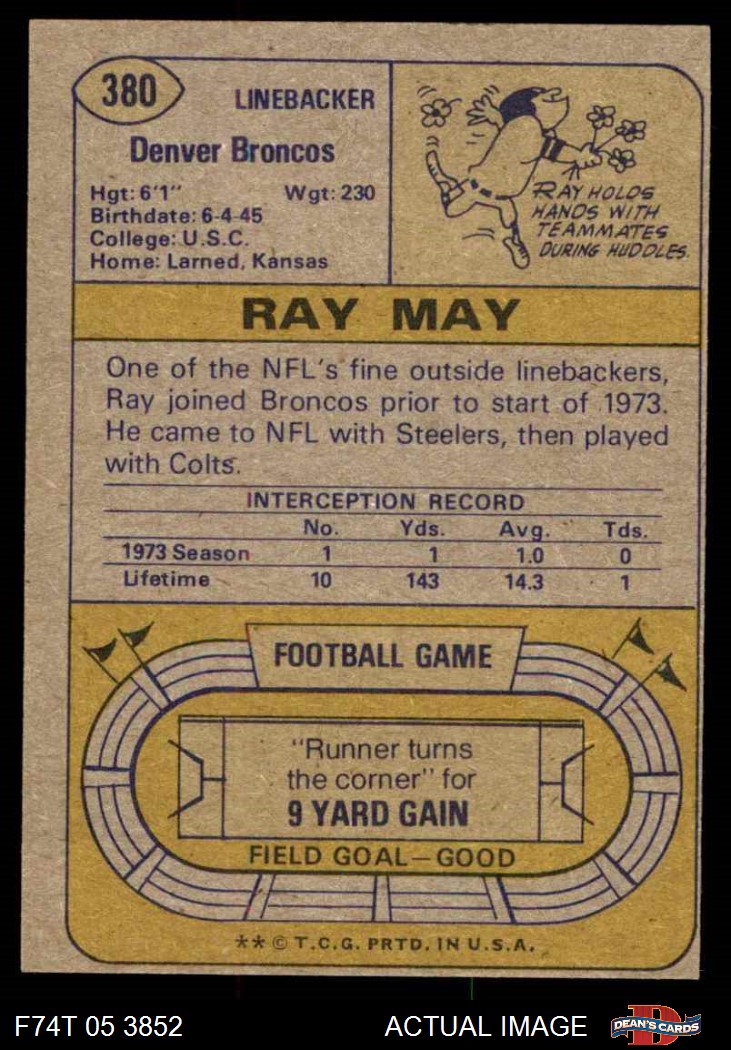 380
LINEBACKER
Denver Broncos
Hgt: 6'1" Wgt: 230
Birthdate: 6-4-45
College: U.S.C.
Home: Larned, Kansas
RAY HOLDS
HANDS WITH
TEAMMATES
DURING HUDDLES.
RAY MAY
One of the NFL's fine outside linebackers,
Ray joined Broncos prior to start of 1973.
He came to NFL with Steelers, then played
with Colts.
INTERCEPTION RECORD
No. Yds. Avg. Tds.
1973 Season 1 1 1.0 0
Lifetime 10 143 14.3 1
FOOTBALL GAME
"Runner turns
the corner" for
9 YARD GAIN
FIELD GOAL—GOOD
** © T.C.G. PRTD. IN U.S.A.
F74T 05 3852 ACTUAL IMAGE
D
DEAN'S CARDS